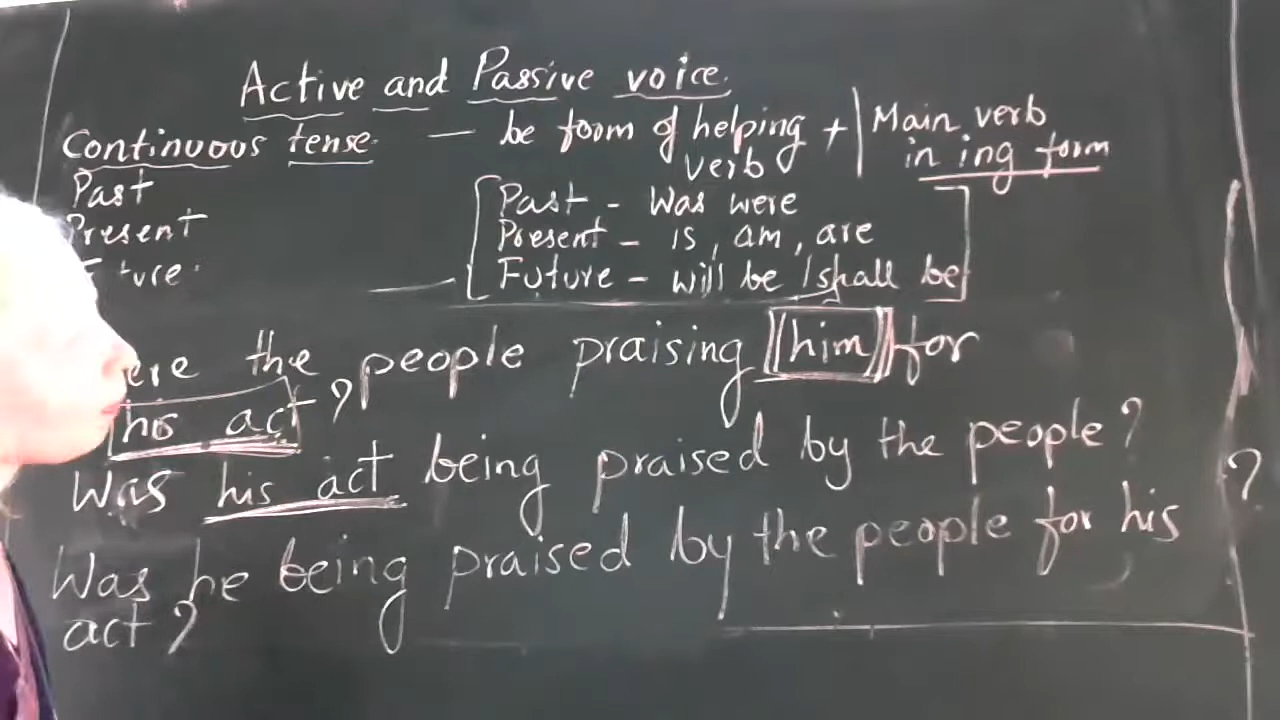 Active and Passive voice.
Continuous tense. — be form of helping verb + | Main verb in ing form
Past
Present
Past - Was were
Present - is, am, are
Future - will be / shall be
the people praising him for
his act?
Was his act being praised by the people?
?
Was he being praised by the people for his
act?